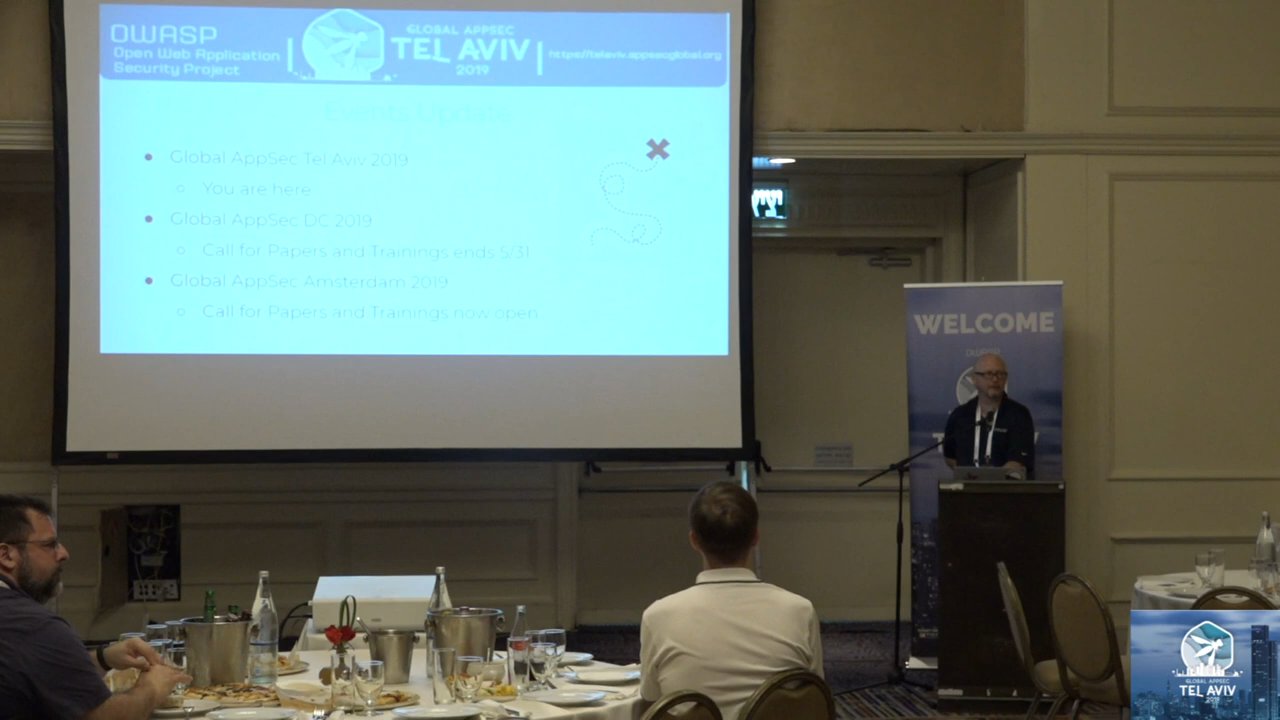 OWASP
Open Web Application
Security Project
GLOBAL APPSEC
TEL AVIV
2019
https://telaviv.appsecglobal.org
Events Update
Global AppSec Tel Aviv 2019
You are here
Global AppSec DC 2019
Call for Papers and Trainings ends 5/31
Global AppSec Amsterdam 2019
Call for Papers and Trainings now open
WELCOME
OWASP
GLOBAL APPSEC
TEL AVIV
2019